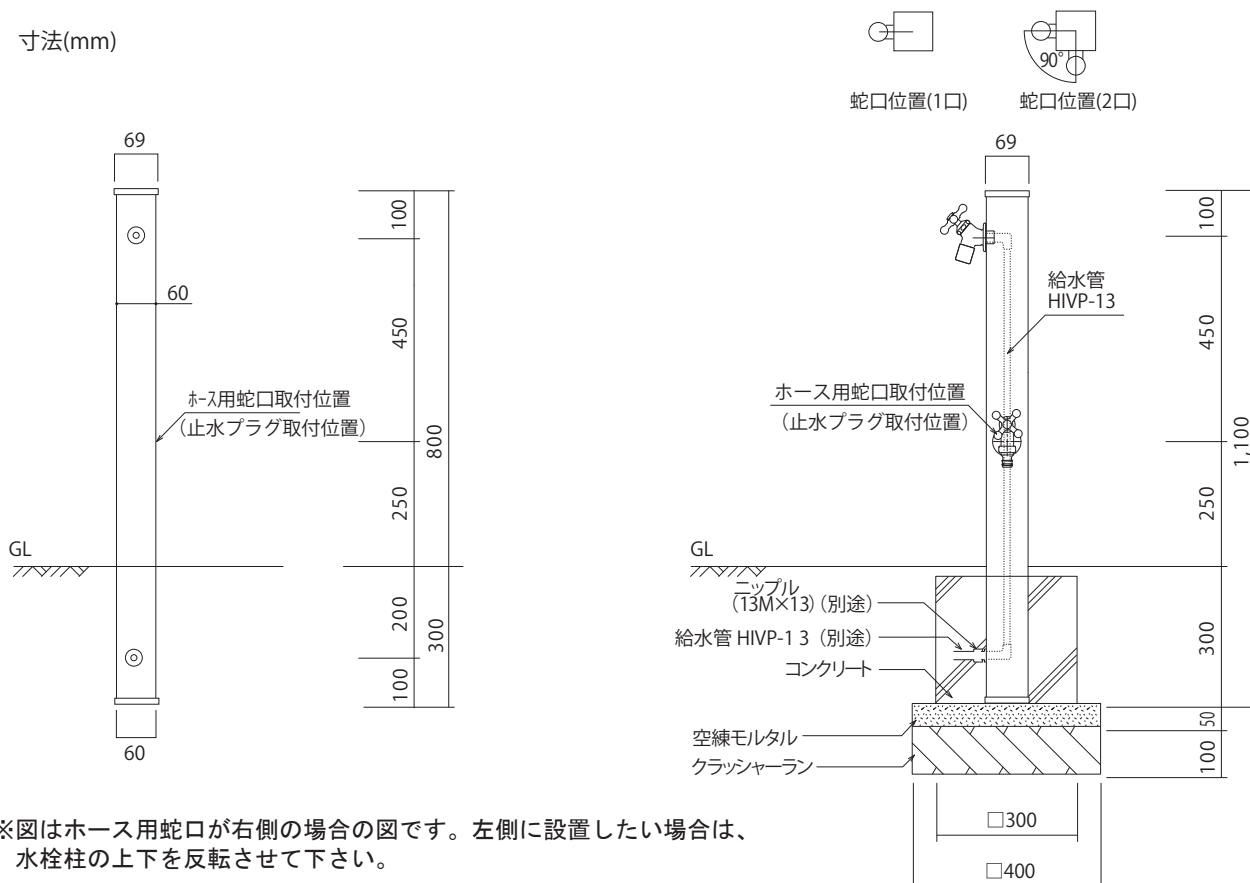 寸法(mm)
90°
蛇口位置(1口)
蛇口位置(2口)
69
100
60
450
ﾎｰｽ用蛇口取付位置
(止水プラグ取付位置)
800
250
GL
200
300
100
60
69
100
給水管
HIVP-13
450
ホース用蛇口取付位置
(止水プラグ取付位置)
1,100
250
GL
ニップル
(13M×13) (別途)
給水管 HIVP-1 3 (別途)
300
コンクリート
空練モルタル
50
クラッシャーラン
100
□300
□400
※図はホース用蛇口が右側の場合の図です。左側に設置したい場合は、
水栓柱の上下を反転させて下さい。